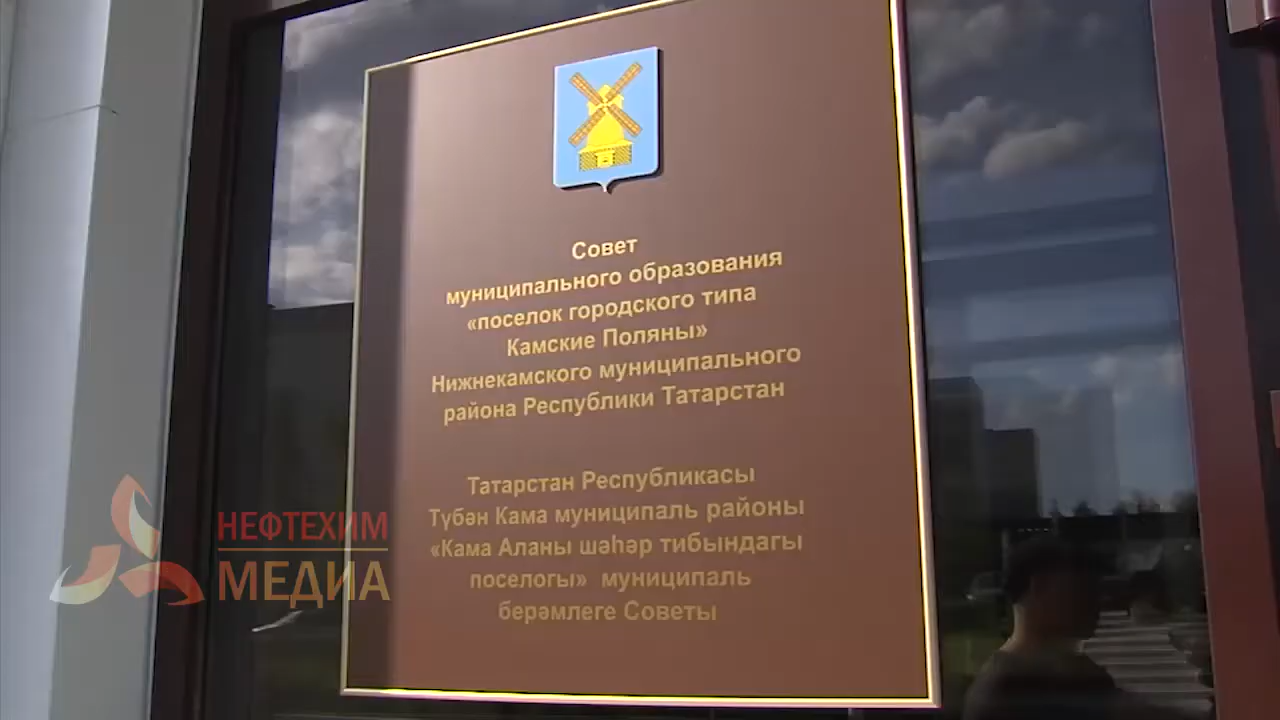 Совет
муниципального образования
«поселок городского типа
Камские Поляны»
Нижнекамского муниципального
района Республики Татарстан
Татарстан Республикасы
Түбән Кама муниципаль районы
«Кама Аланы шәһәр тибындагы
поселогы» муниципаль
берәмлеге Советы
НЕФТЕХИМ
МЕДИА